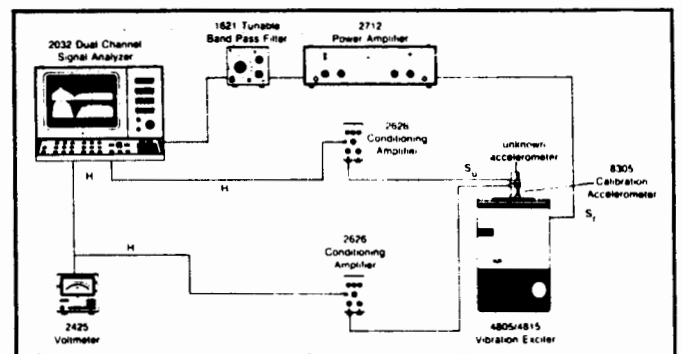 1621 Tunable
Band Pass Filter
2712
Power Amplifier
2032 Dual Channel
Signal Analyzer
2626
Conditioning
Amplifier
unknown
accelerometer
8305
Calibration
Accelerometer
Su
Sr
H
H
H
2626
Conditioning
Amplifier
2425
Voltmeter
4805/4815
Vibration Exciter